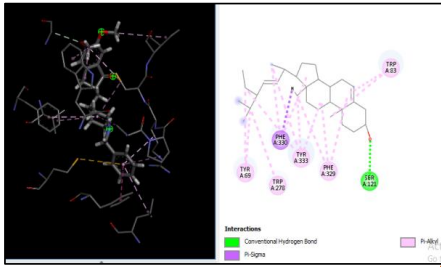 TRP
A:83
PHE
A:330
TYR
A:333
TYR
A:69
TRP
A:278
PHE
A:329
SER
A:121
Interactions
Conventional Hydrogen Bond
Pi-Sigma
Pi-Alkyl